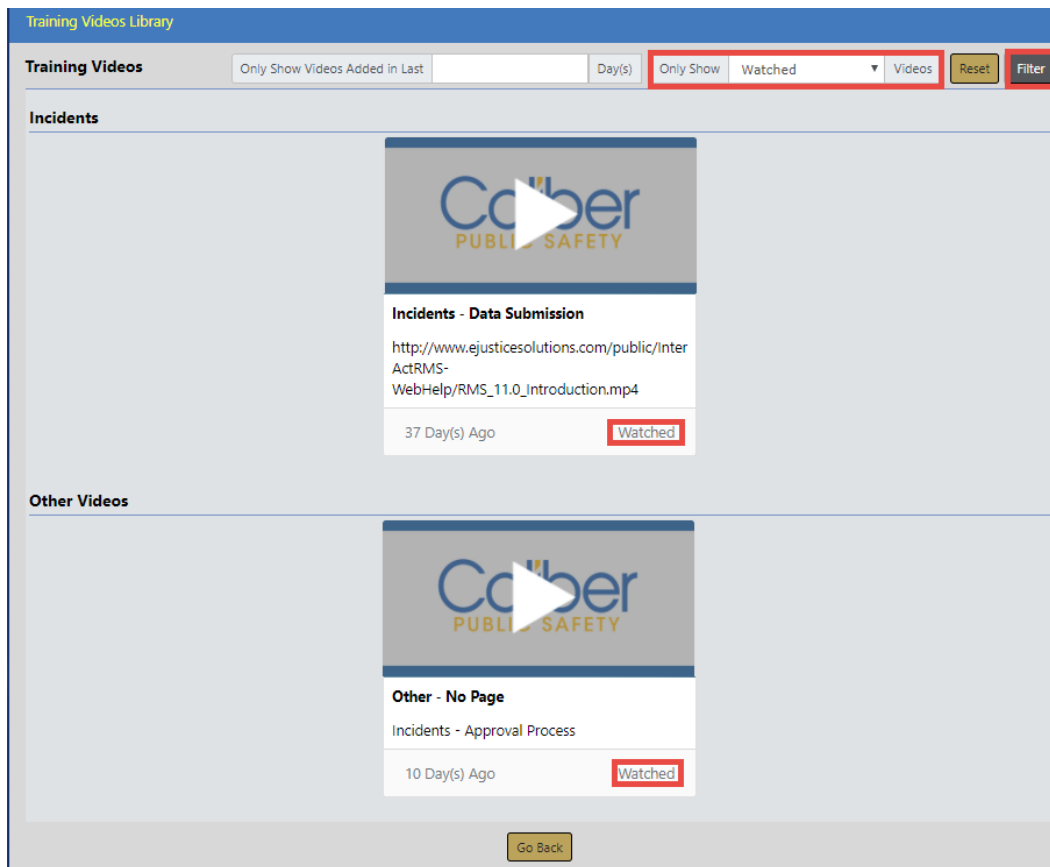 Training Videos Library
Training Videos Only Show Videos Added in Last Day(s) Only Show Watched Videos Reset Filter
Incidents
PUBLIC SAFETY
Incidents - Data Submission
http://www.ejusticesolutions.com/public/Inter
ActRMS-
WebHelp/RMS_11.0_Introduction.mp4
37 Day(s) Ago Watched
Other Videos
PUBLIC SAFETY
Other - No Page
Incidents - Approval Process
10 Day(s) Ago Watched
Go Back